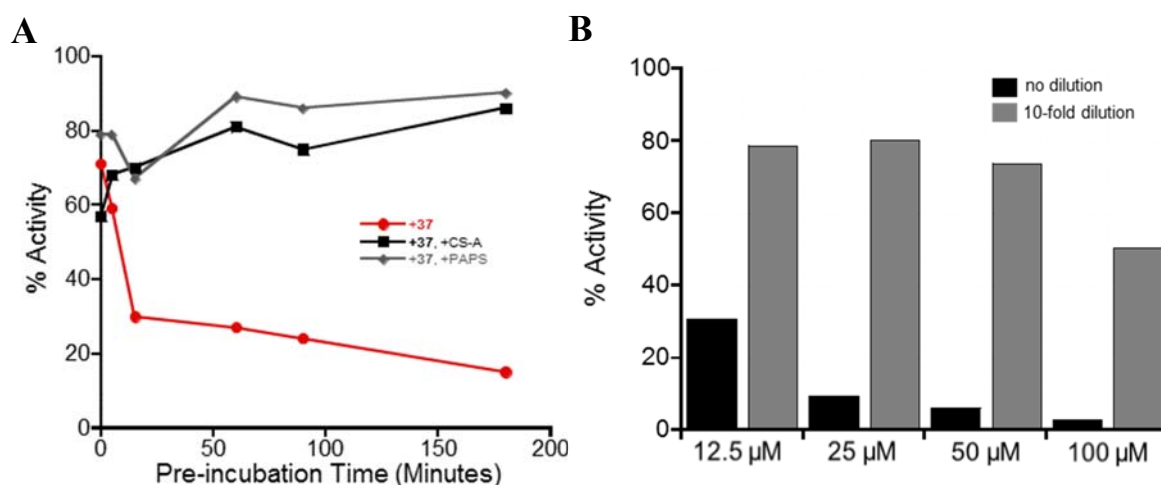 A
100
80
60
40
20
0
% Activity
+37
+37, +CS-A
+37, +PAPS
0 50 100 150 200
Pre-incubation Time (Minutes)
B
100
80
60
40
20
0
% Activity
no dilution
10-fold dilution
12.5 µM 25 µM 50 µM 100 µM